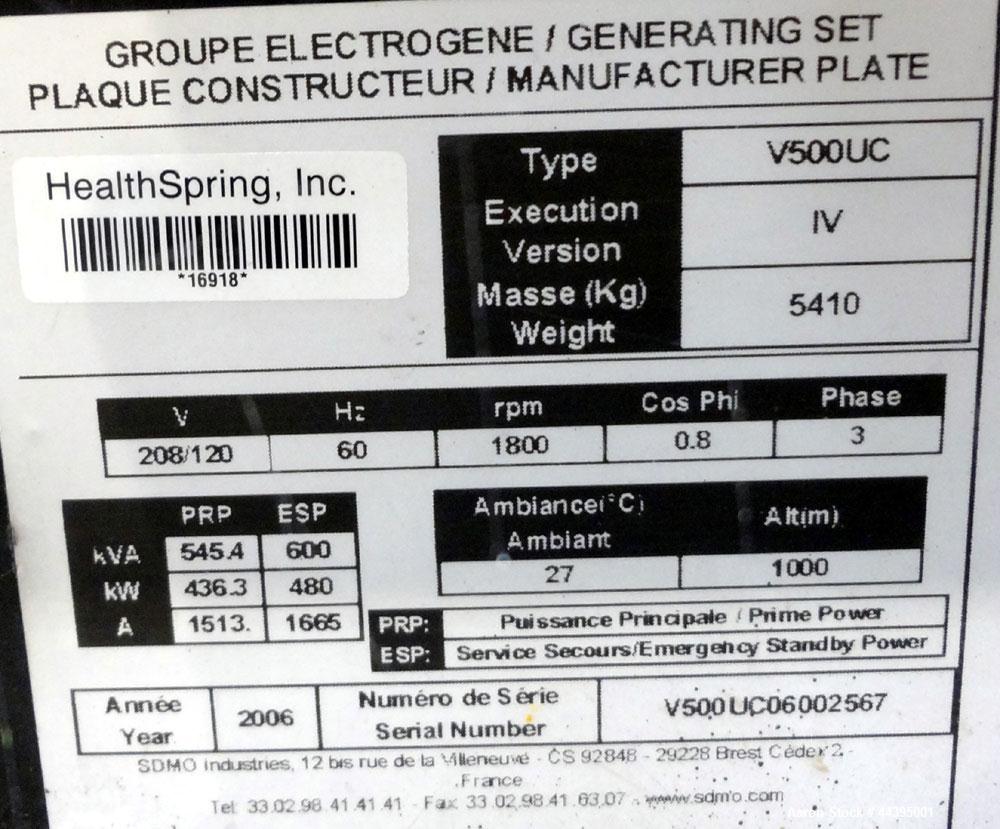 GROUPE ELECTROGENE / GENERATING SET
PLAQUE CONSTRUCTEUR / MANUFACTURER PLATE
HealthSpring, Inc.
*16918*
Type V500UC
Execution
Version IV
Masse (Kg)
Weight 5410
V Hz rpm Cos Phi Phase
208/120 60 1800 0.8 3
PRP ESP
kVA 545.4 600
kW 436.3 480
A 1513. 1665
Ambiance(°C) Alt(m)
Ambiant
27 1000
PRP: Puissance Principale / Prime Power
ESP: Service Secours/Emergency Standby Power
Année
Year 2006
Numéro de Série
Serial Number V500UC06002567
SDMO Industries, 12 bis rue de la Villeneuve - CS 92848 - 29228 Brest Cédex 2 -
France
Tel: 33.02.98.41.41.41 - Fax: 33.02.98.41.63.07 - www.sdmo.com
Aaron Stock # 44395001